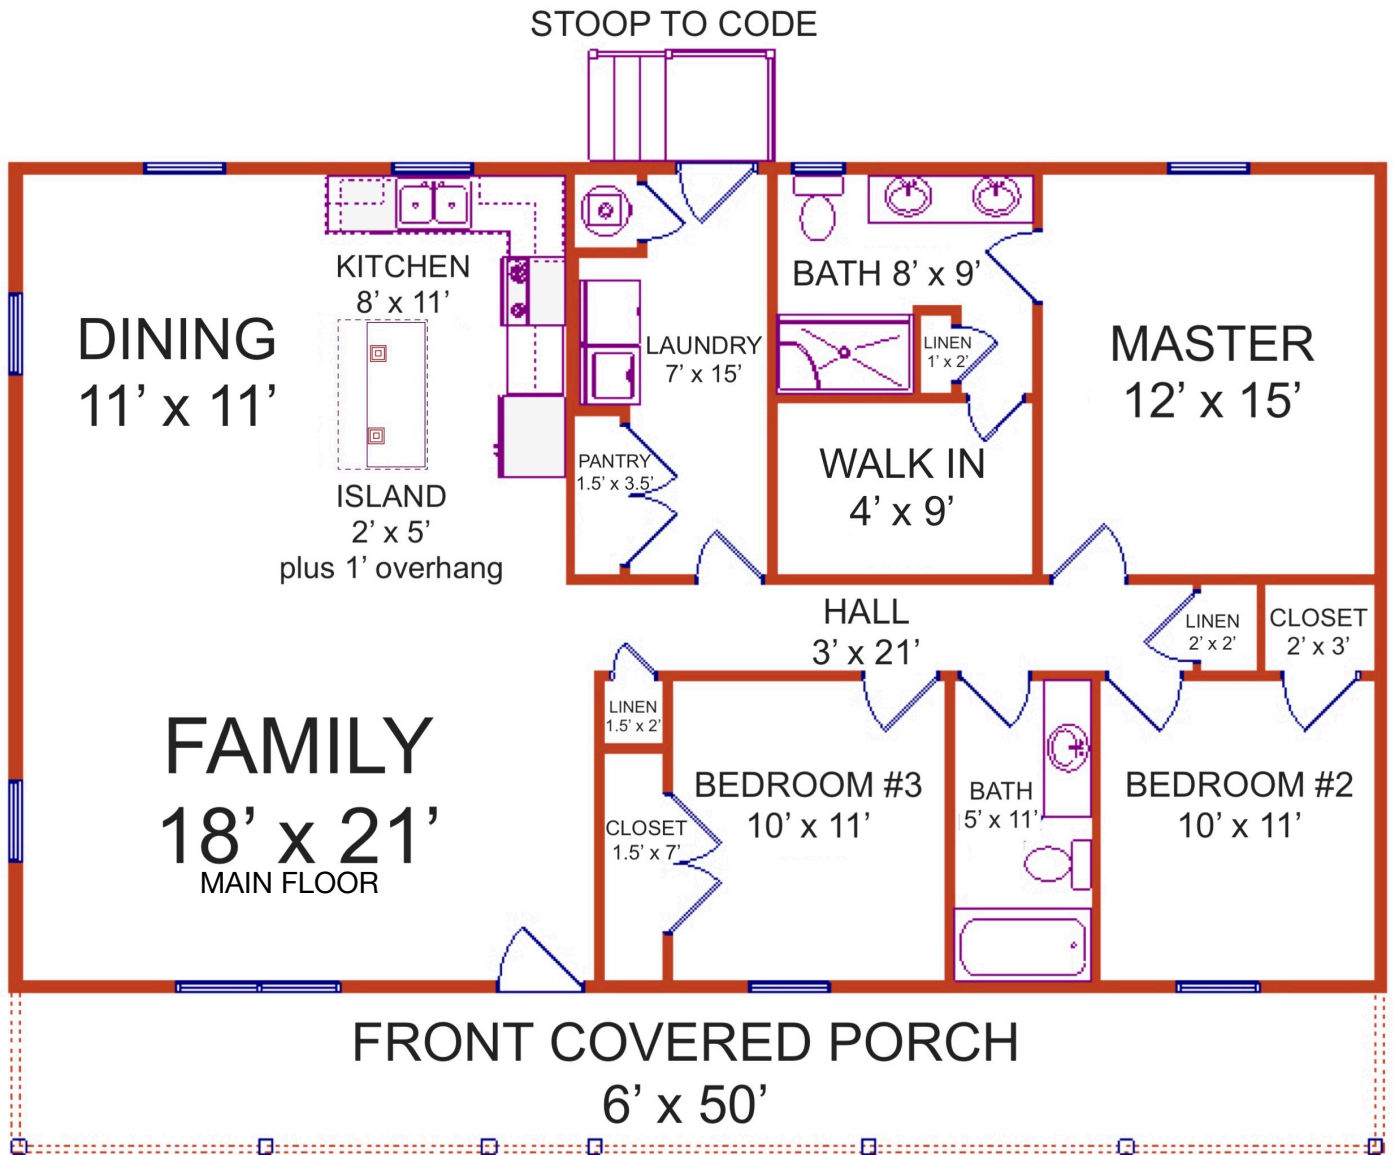 STOOP TO CODE
KITCHEN
8’ x 11’
DINING
11’ x 11’
ISLAND
2’ x 5’
plus 1’ overhang
LAUNDRY
7’ x 15’
PANTRY
1.5’ x 3.5’
BATH 8’ x 9’
LINEN
1’ x 2’
WALK IN
4’ x 9’
MASTER
12’ x 15’
HALL
3’ x 21’
LINEN
2’ x 2’
CLOSET
2’ x 3’
FAMILY
18’ x 21’
MAIN FLOOR
LINEN
1.5’ x 2’
CLOSET
1.5’ x 7’
BEDROOM #3
10’ x 11’
BATH
5’ x 11’
BEDROOM #2
10’ x 11’
FRONT COVERED PORCH
6’ x 50’